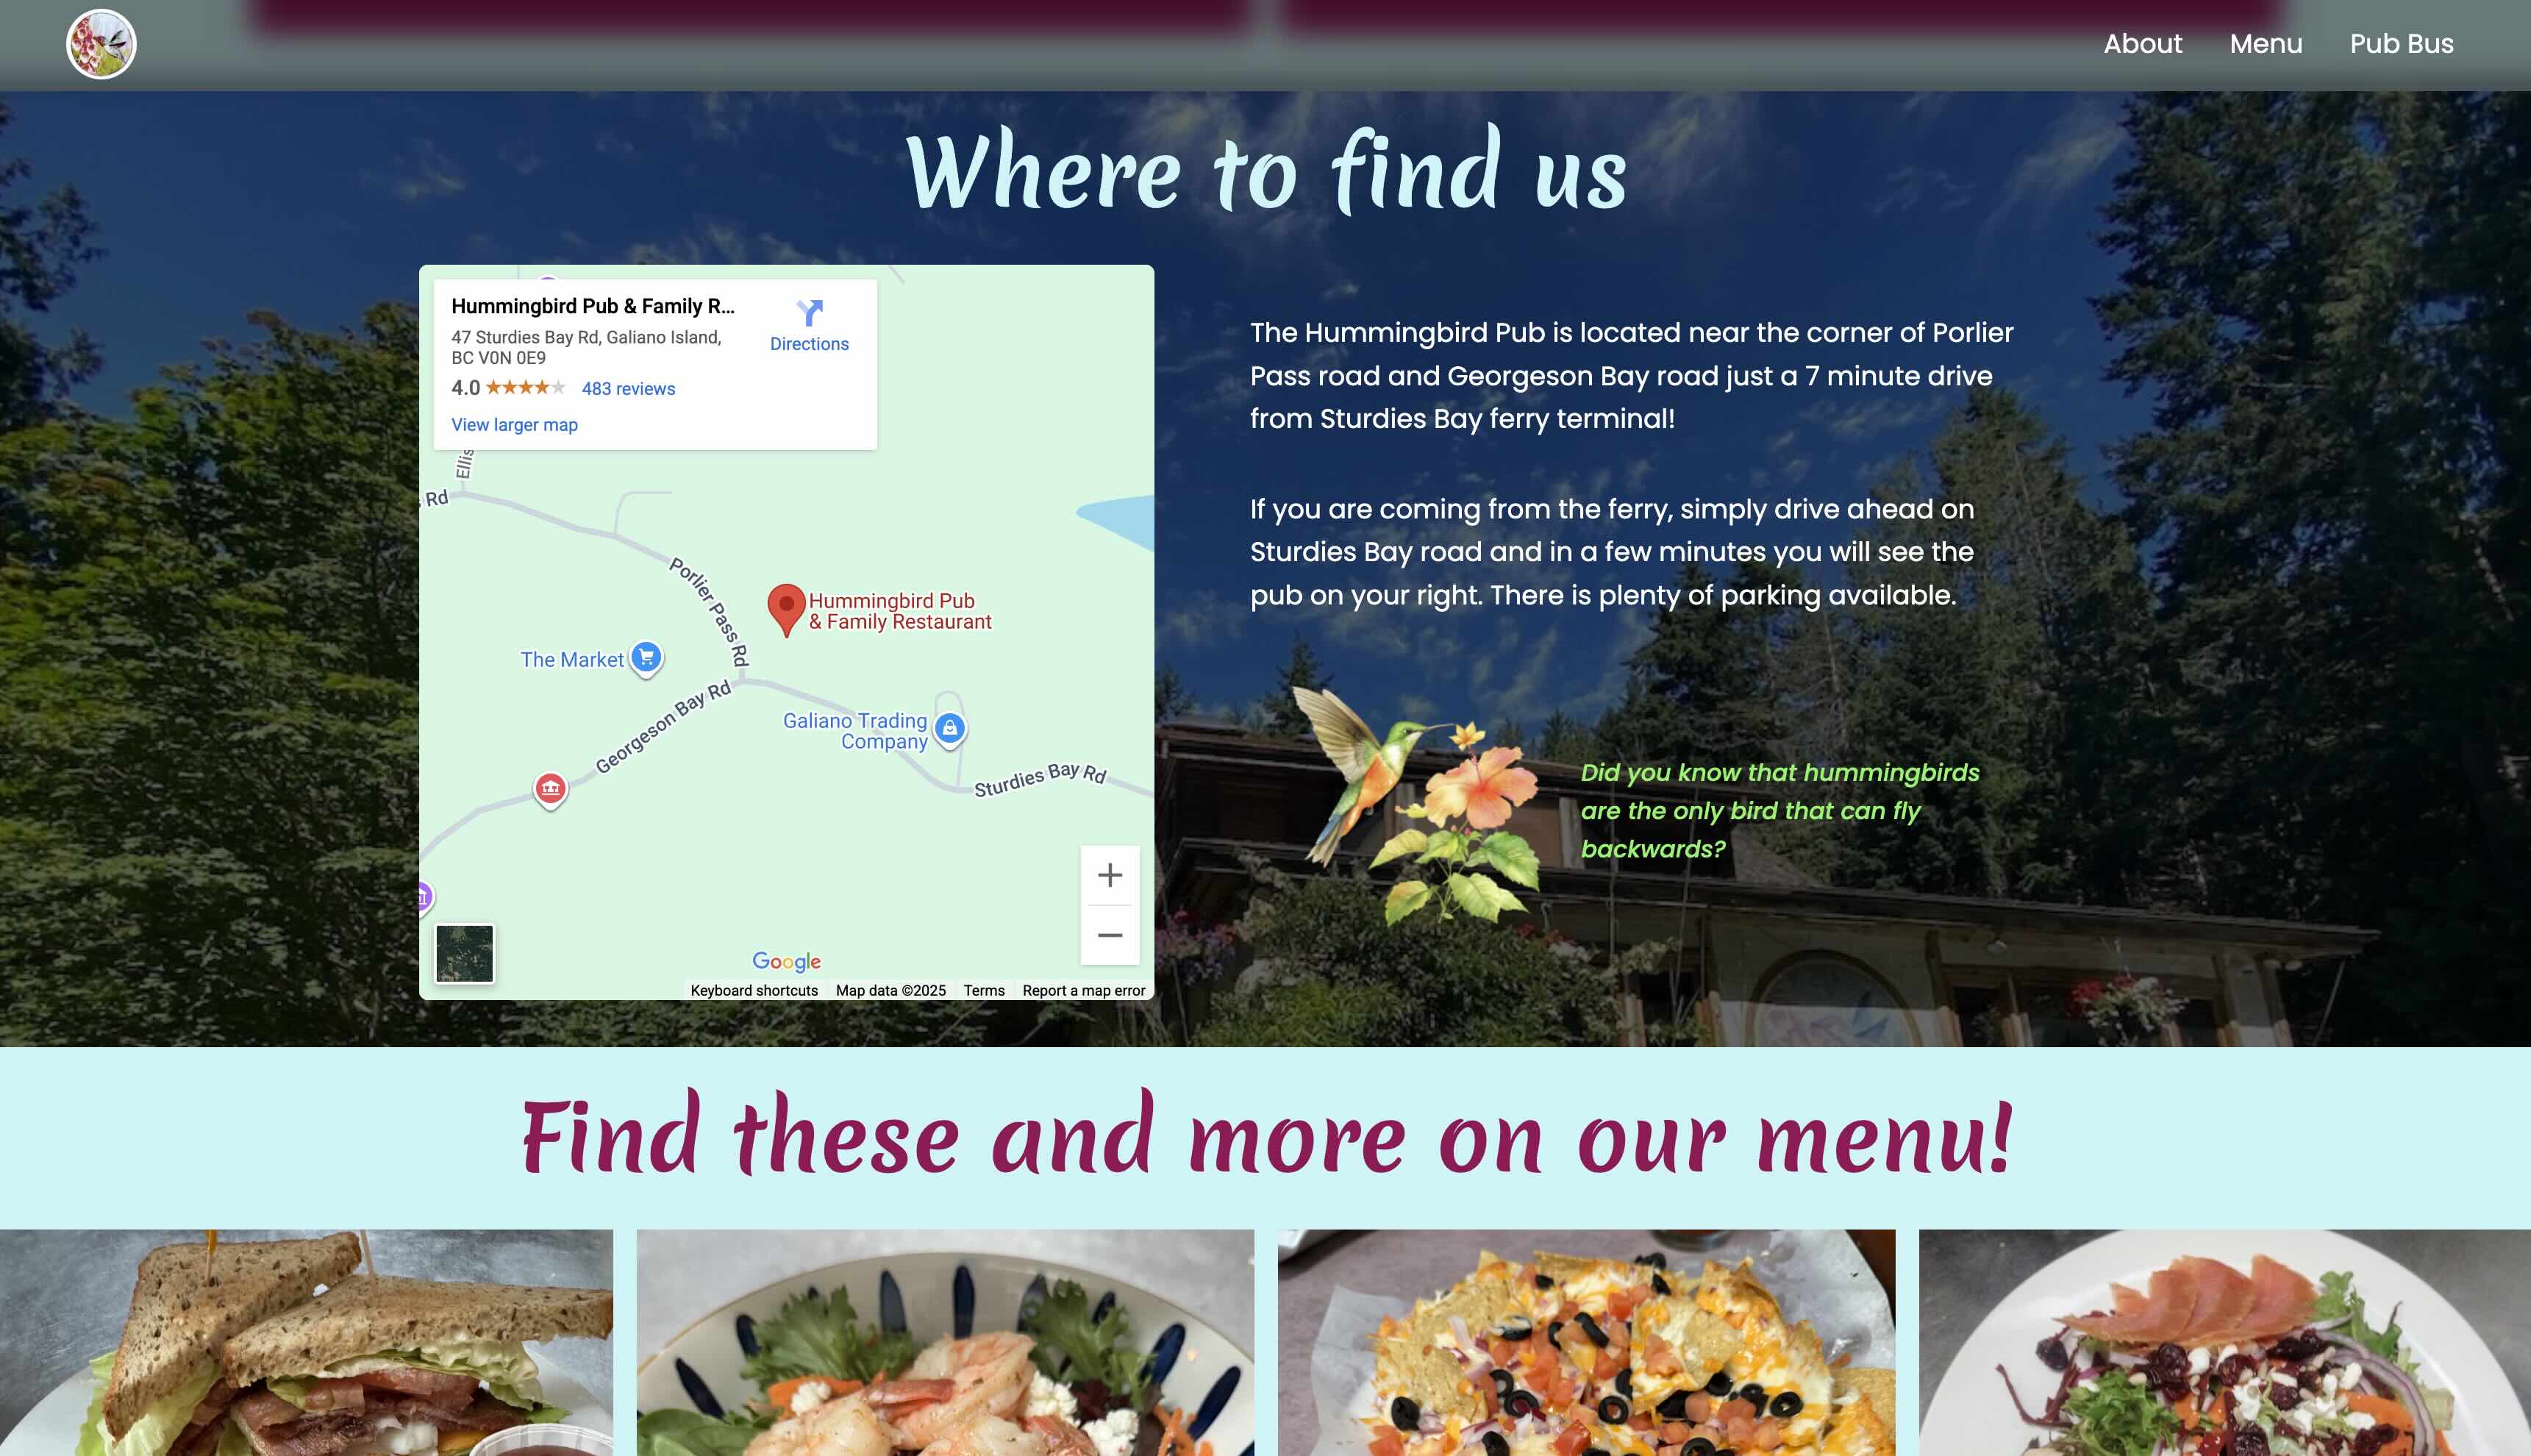 About Menu Pub Bus
Where to find us
Hummingbird Pub & Family R...
47 Sturdies Bay Rd, Galiano Island,
BC V0N 0E9
4.0 483 reviews
View larger map
Directions
Ellis
Rd
Porlier Pass Rd
Hummingbird Pub
& Family Restaurant
The Market
Georgeson Bay Rd
Galiano Trading
Company
Sturdies Bay Rd
Google
Keyboard shortcuts Map data ©2025 Terms Report a map error
The Hummingbird Pub is located near the corner of Porlier
Pass road and Georgeson Bay road just a 7 minute drive
from Sturdies Bay ferry terminal!
If you are coming from the ferry, simply drive ahead on
Sturdies Bay road and in a few minutes you will see the
pub on your right. There is plenty of parking available.
Did you know that hummingbirds
are the only bird that can fly
backwards?
Find these and more on our menu!